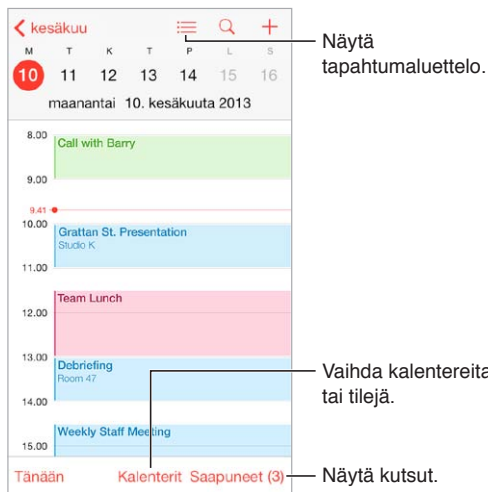 kesäkuu
M T K T P L S
10 11 12 13 14 15 16
maanantai 10. kesäkuuta 2013
Näytä
tapahtumaluettelo.
8.00
Call with Barry
9.00
9.41
10.00
Grattan St. Presentation
Studio K
11.00
Team Lunch
12.00
13.00
Debriefing
Room 47
14.00
Weekly Staff Meeting
15.00
Vaihda kalentereita
tai tilejä.
Tänään Kalenterit Saapuneet (3)
Näytä kutsut.